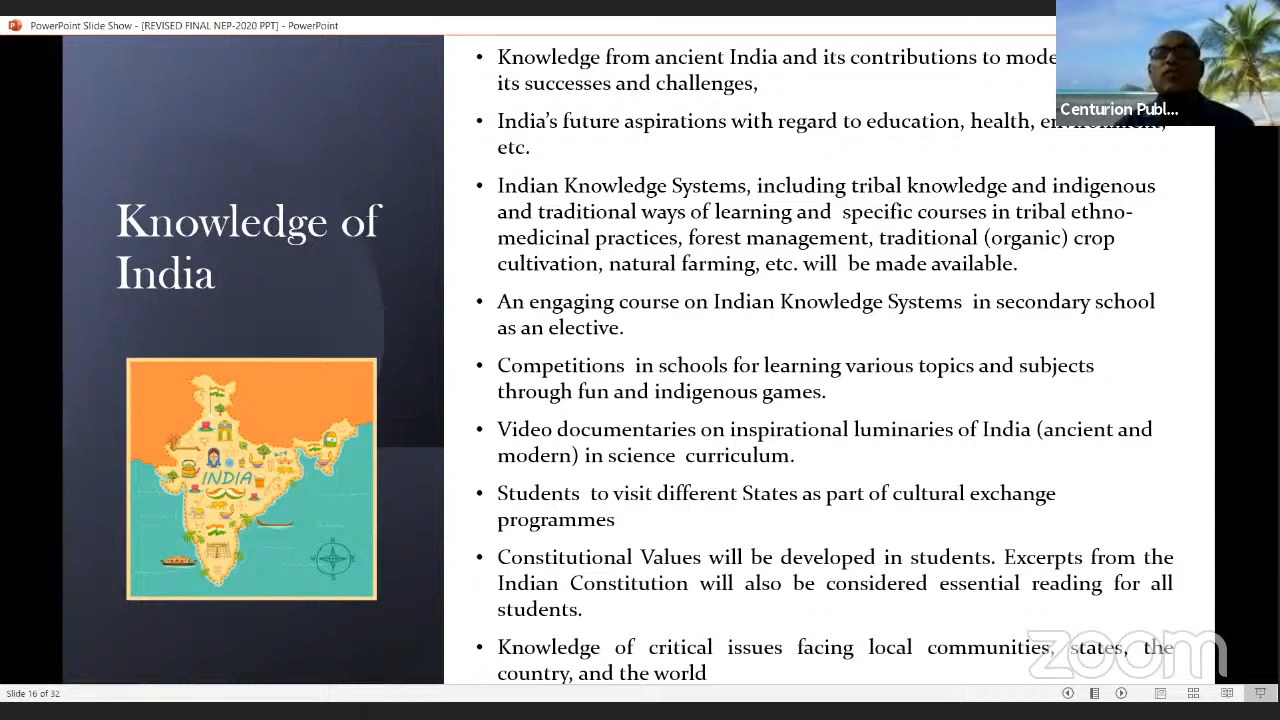 PowerPoint Slide Show - [REVISED FINAL NEP-2020 PPT] - PowerPoint
Centurion Publ...
Knowledge of
India
INDIA
N
E
S
W
• Knowledge from ancient India and its contributions to mode
its successes and challenges,
• India’s future aspirations with regard to education, health, environment,
etc.
• Indian Knowledge Systems, including tribal knowledge and indigenous
and traditional ways of learning and specific courses in tribal ethno-
medicinal practices, forest management, traditional (organic) crop
cultivation, natural farming, etc. will be made available.
• An engaging course on Indian Knowledge Systems in secondary school
as an elective.
• Competitions in schools for learning various topics and subjects
through fun and indigenous games.
• Video documentaries on inspirational luminaries of India (ancient and
modern) in science curriculum.
• Students to visit different States as part of cultural exchange
programmes
• Constitutional Values will be developed in students. Excerpts from the
Indian Constitution will also be considered essential reading for all
students.
• Knowledge of critical issues facing local communities, states, the
country, and the world
zoom
Slide 16 of 32